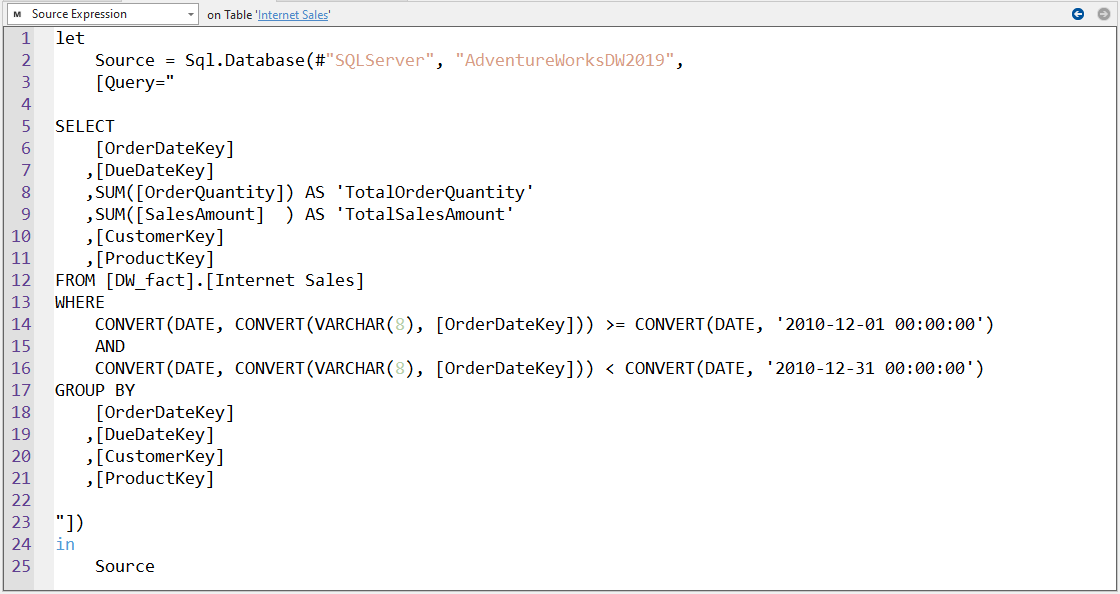 M Source Expression on Table 'Internet Sales'
1 let
2     Source = Sql.Database(#"SQLServer", "AdventureWorksDW2019",
3     [Query="
4
5 SELECT
6     [OrderDateKey]
7    ,[DueDateKey]
8    ,SUM([OrderQuantity]) AS 'TotalOrderQuantity'
9    ,SUM([SalesAmount]  ) AS 'TotalSalesAmount'
10    ,[CustomerKey]
11    ,[ProductKey]
12 FROM [DW_fact].[Internet Sales]
13 WHERE
14     CONVERT(DATE, CONVERT(VARCHAR(8), [OrderDateKey])) >= CONVERT(DATE, '2010-12-01 00:00:00')
15     AND
16     CONVERT(DATE, CONVERT(VARCHAR(8), [OrderDateKey])) < CONVERT(DATE, '2010-12-31 00:00:00')
17 GROUP BY
18     [OrderDateKey]
19    ,[DueDateKey]
20    ,[CustomerKey]
21    ,[ProductKey]
22
23 "])
24 in
25     Source